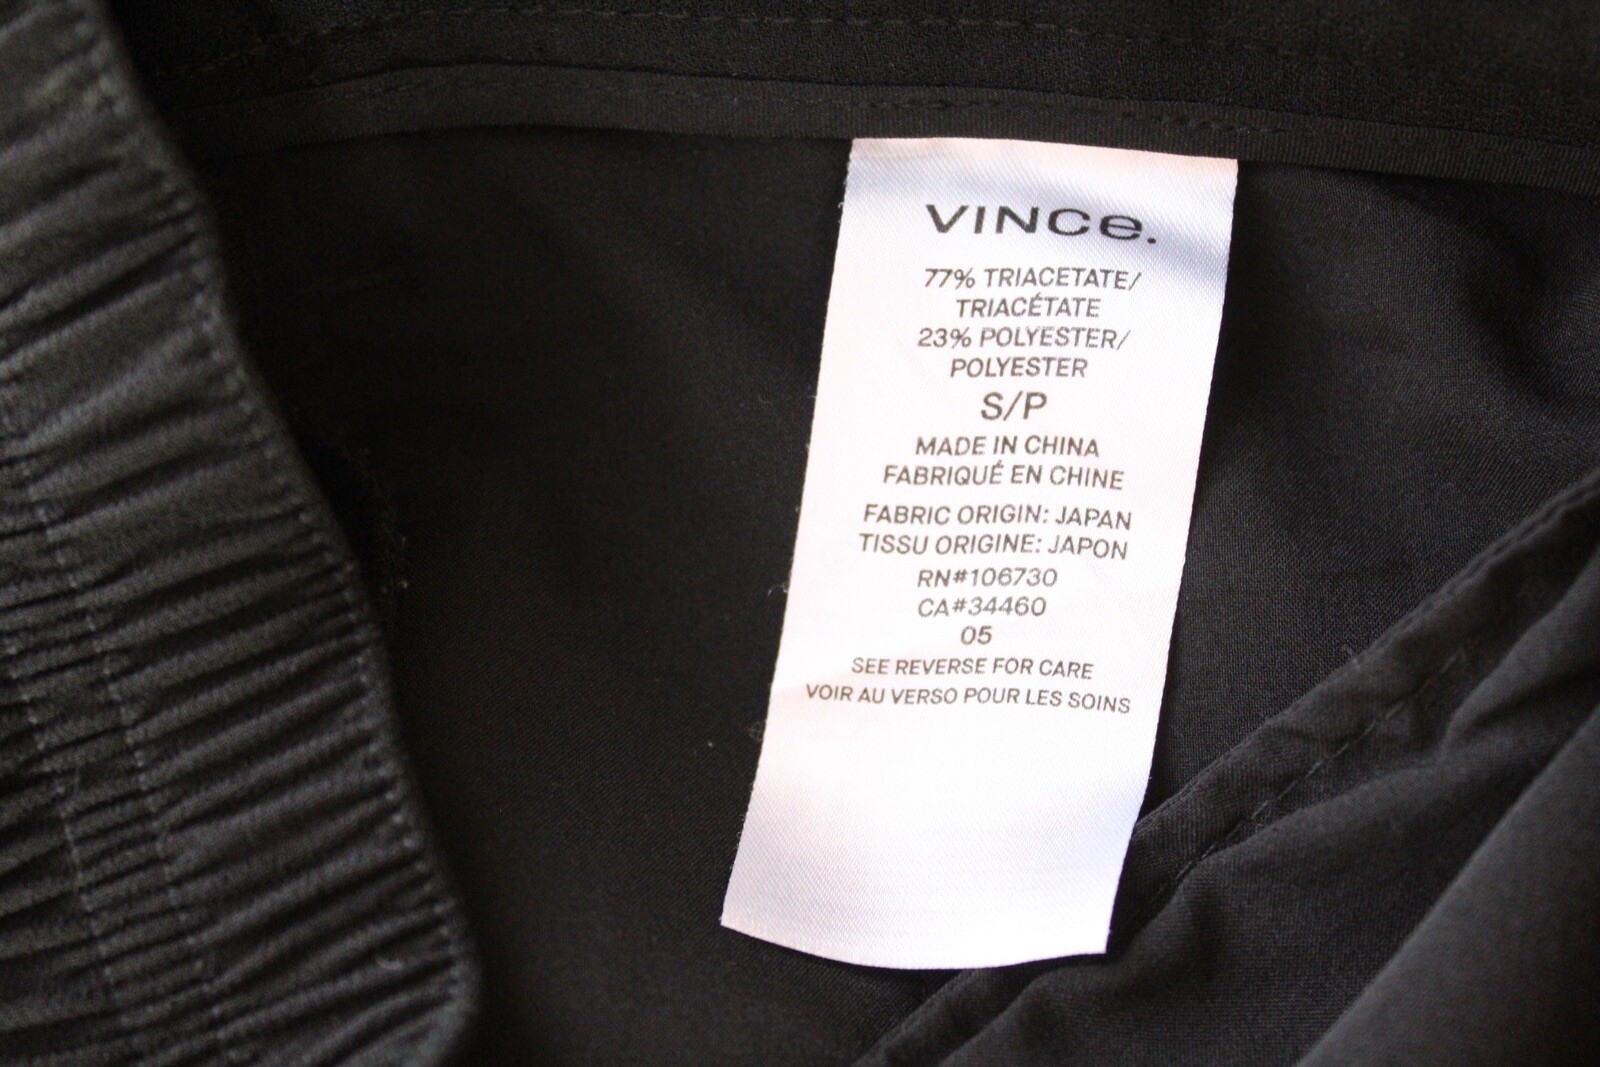 VINCe.
77% TRIACETATE/
TRIACÉTATE
23% POLYESTER/
POLYESTER
S/P
MADE IN CHINA
FABRIQUÉ EN CHINE
FABRIC ORIGIN: JAPAN
TISSU ORIGINE: JAPON
RN#106730
CA#34460
05
SEE REVERSE FOR CARE
VOIR AU VERSO POUR LES SOINS